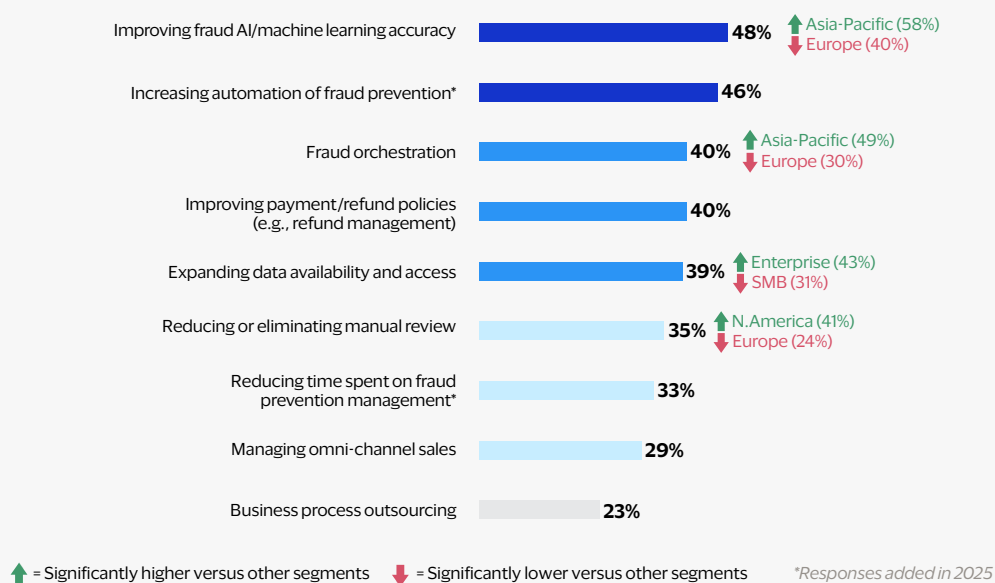 Improving fraud AI/machine learning accuracy 48% Asia-Pacific (58%)
Europe (40%)
Increasing automation of fraud prevention* 46%
Fraud orchestration 40% Asia-Pacific (49%)
Europe (30%)
Improving payment/refund policies
(e.g., refund management) 40%
Expanding data availability and access 39% Enterprise (43%)
SMB (31%)
Reducing or eliminating manual review 35% N.America (41%)
Europe (24%)
Reducing time spent on fraud
prevention management* 33%
Managing omni-channel sales 29%
Business process outsourcing 23%
= Significantly higher versus other segments = Significantly lower versus other segments *Responses added in 2025